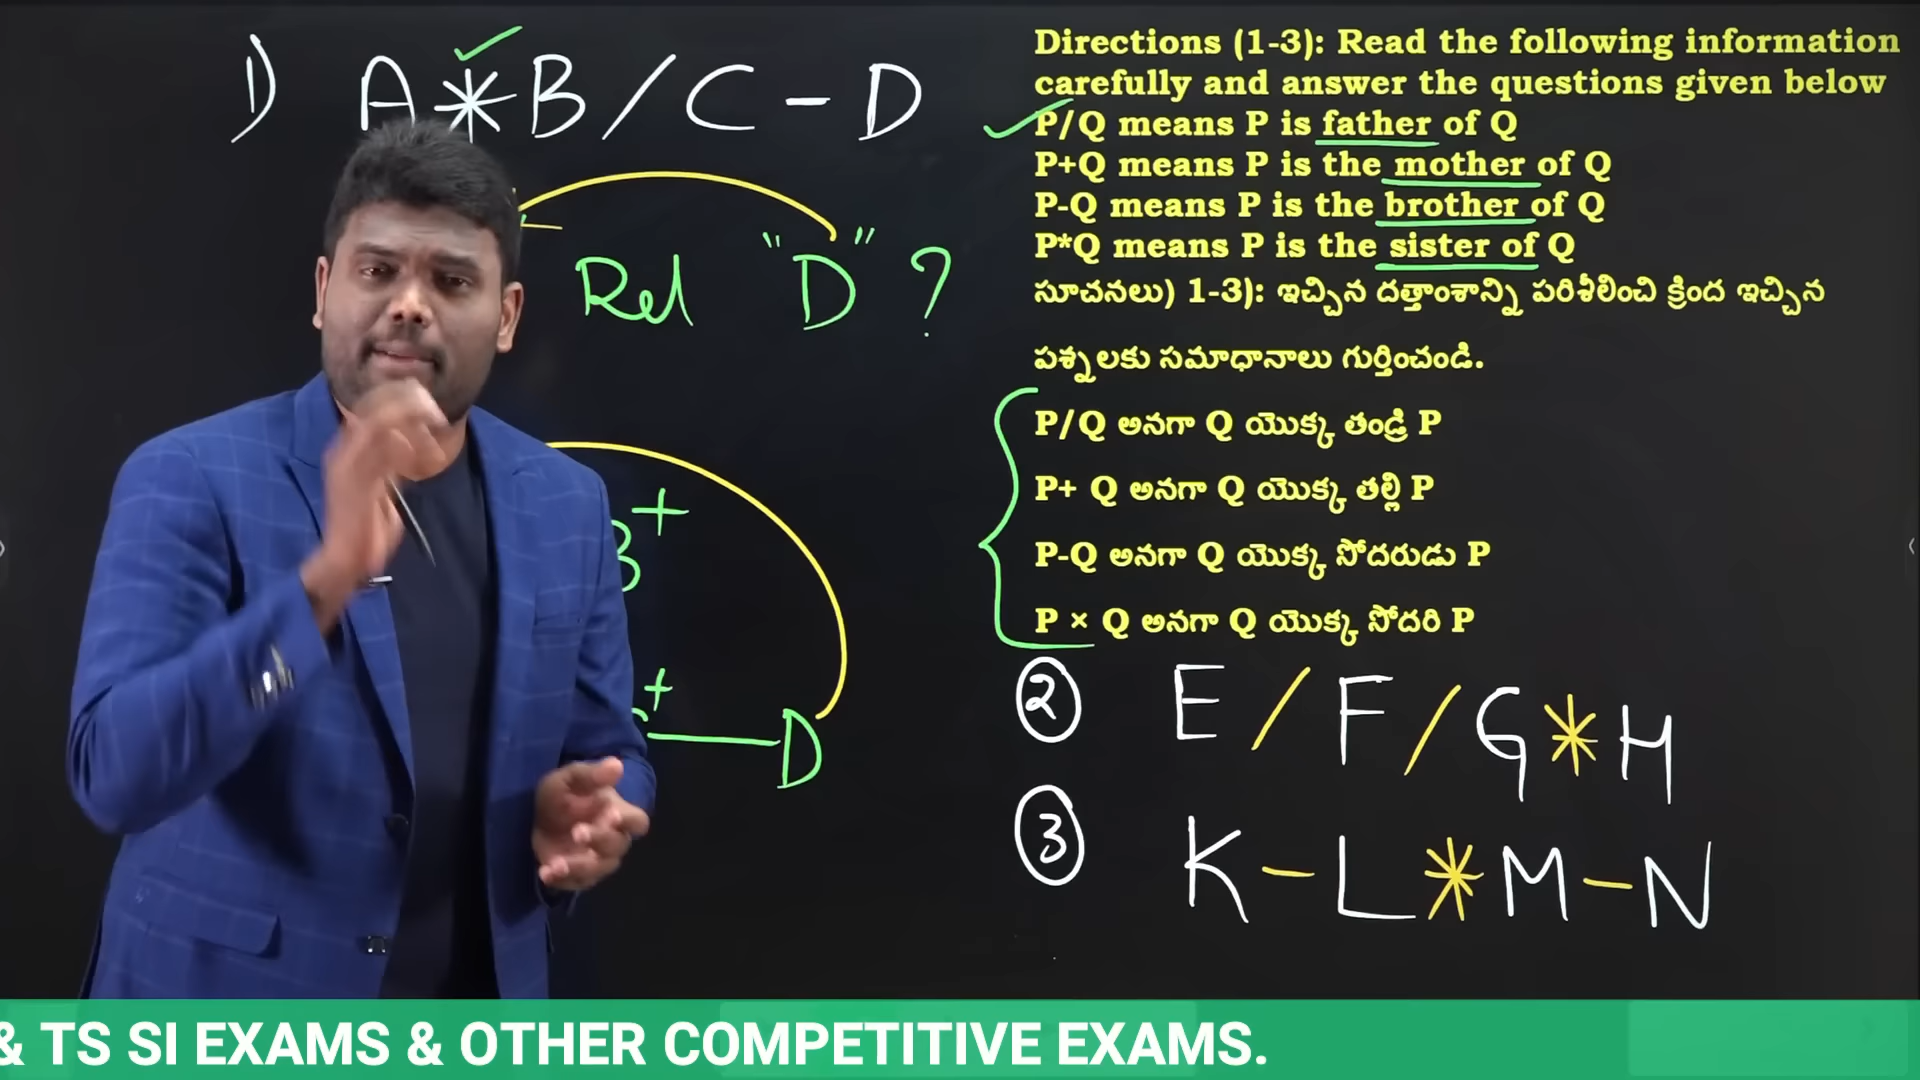 1) A * B / C - D
Rel "D" ?
B+
+
D
Directions (1-3): Read the following information
carefully and answer the questions given below
P/Q means P is father of Q
P+Q means P is the mother of Q
P-Q means P is the brother of Q
P*Q means P is the sister of Q
సూచనలు) 1-3): ఇచ్చిన దత్తాంశాన్ని పరిశీలించి క్రింద ఇచ్చిన
పశ్నలకు సమాధానాలు గుర్తించండి.
P/Q అనగా Q యొక్క తండ్రి P
P+ Q అనగా Q యొక్క తల్లి P
P-Q అనగా Q యొక్క సోదరుడు P
P × Q అనగా Q యొక్క సోదరి P
2 E / F / G * H
3 K - L * M - N
& TS SI EXAMS & OTHER COMPETITIVE EXAMS.